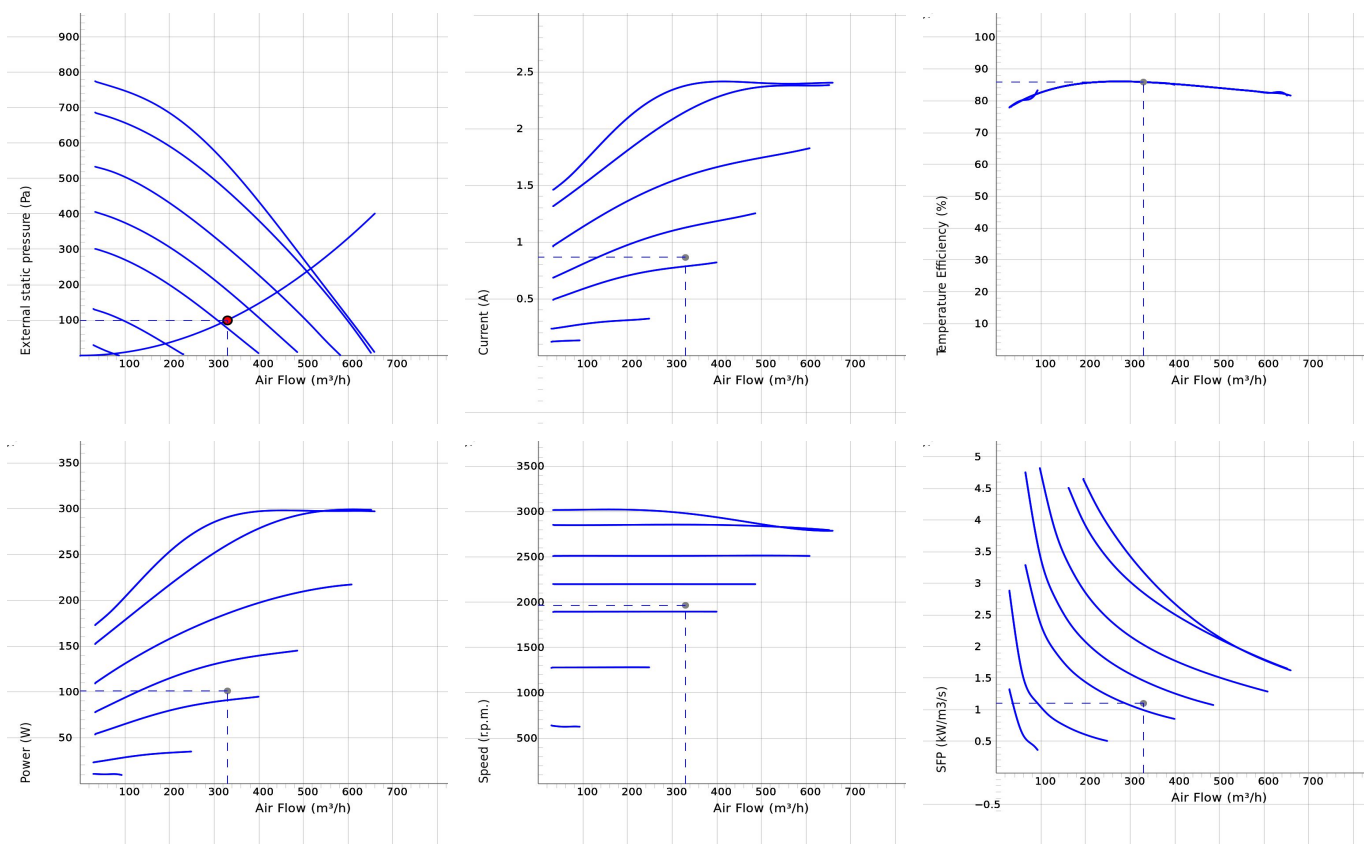 External static pressure (Pa)
900
800
700
600
500
400
300
200
100
100 200 300 400 500 600 700
Air Flow (m³/h)
Current (A)
2.5
2
1.5
1
0.5
100 200 300 400 500 600 700
Air Flow (m³/h)
Temperature Efficiency (%)
100
90
80
70
60
50
40
30
20
10
100 200 300 400 500 600 700
Air Flow (m³/h)
Power (W)
350
300
250
200
150
100
50
100 200 300 400 500 600 700
Air Flow (m³/h)
Speed (r.p.m.)
3500
3000
2500
2000
1500
1000
500
100 200 300 400 500 600 700
Air Flow (m³/h)
SFP (kW/m3/s)
5
4.5
4
3.5
3
2.5
2
1.5
1
0.5
−0.5
100 200 300 400 500 600 700
Air Flow (m³/h)